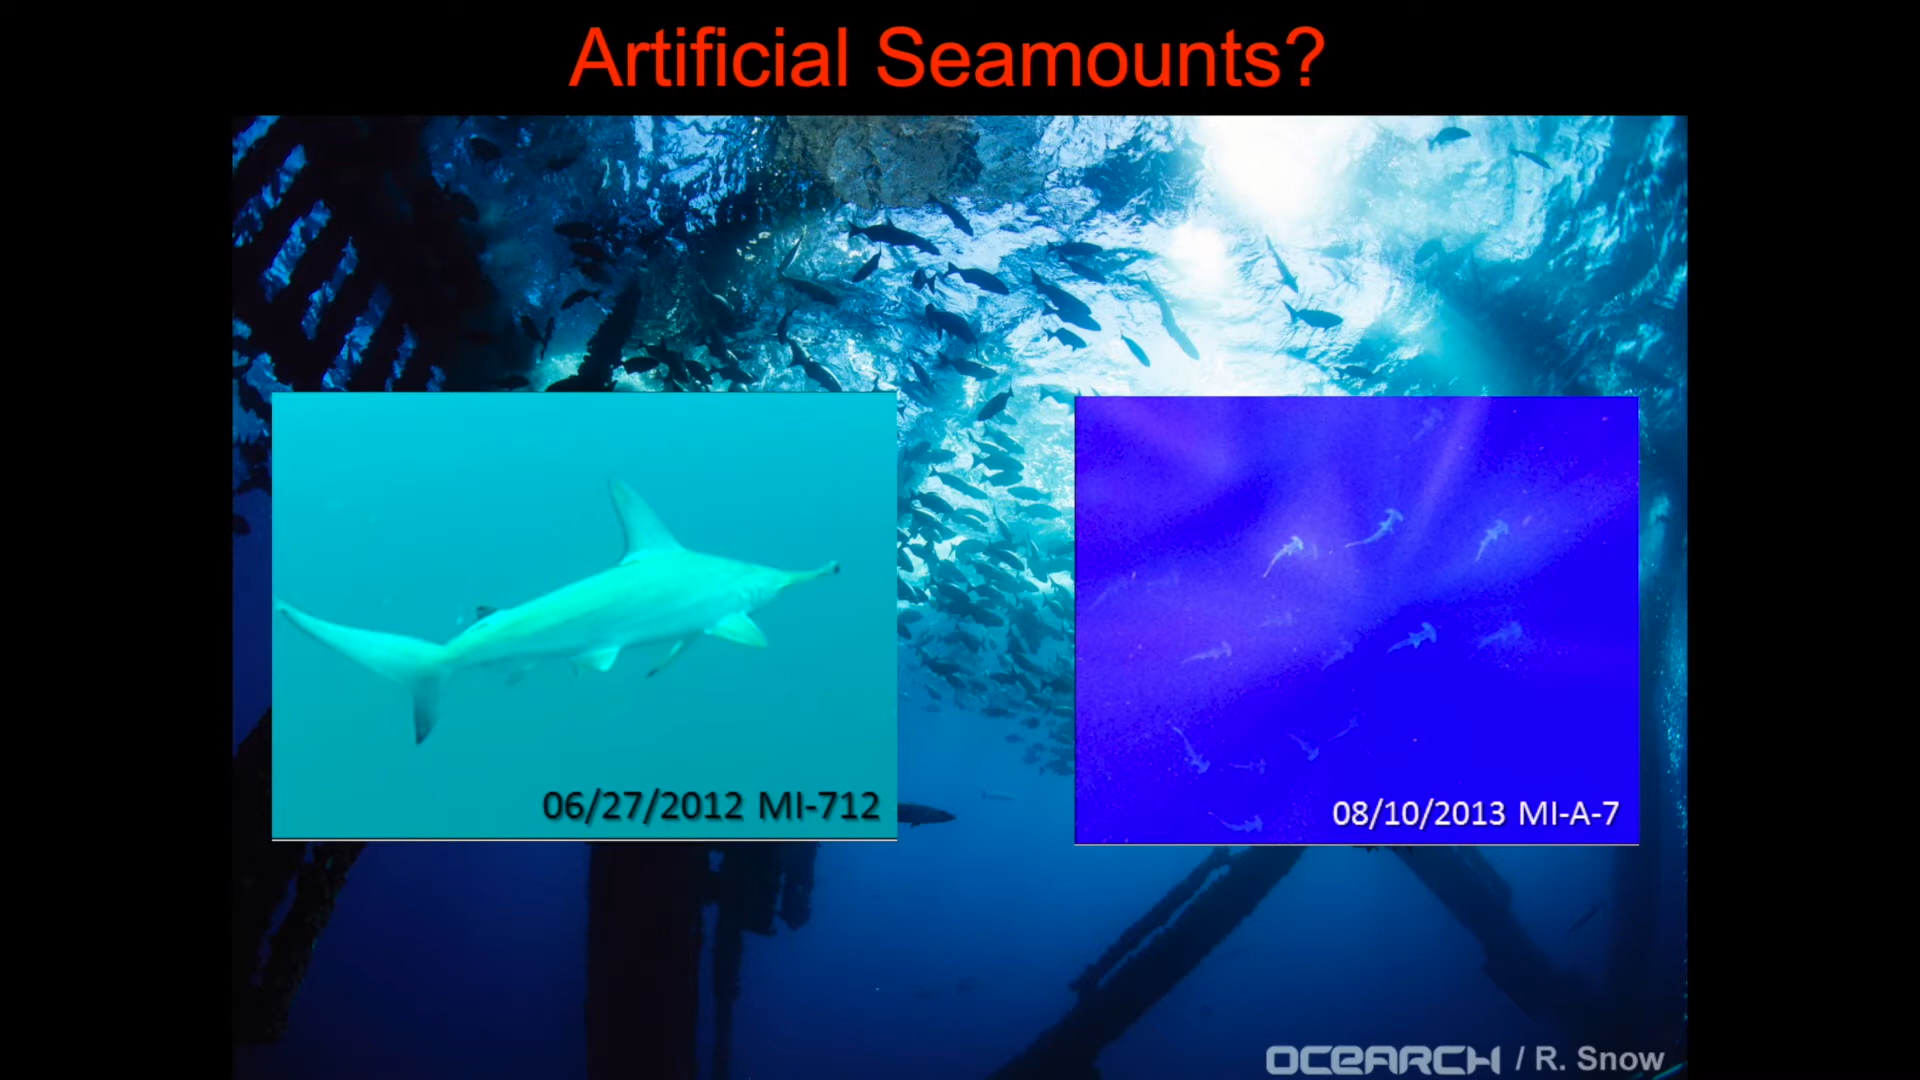 Artificial Seamounts?
06/27/2012 MI-712
08/10/2013 MI-A-7
OCEARCH / R. Snow